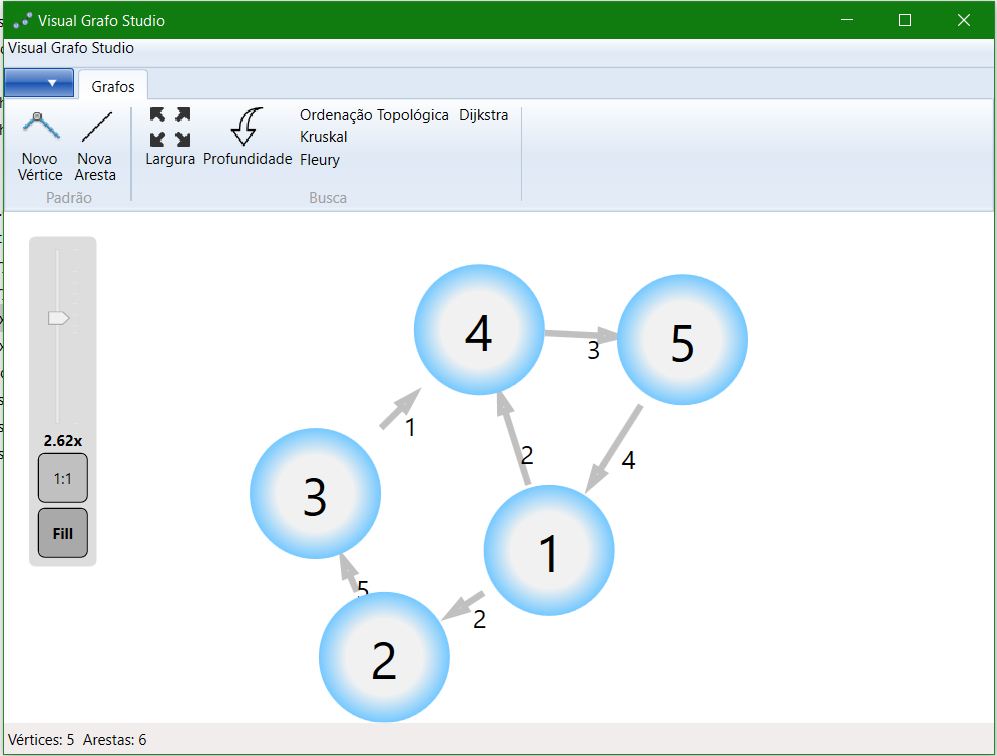 Visual Grafo Studio
Visual Grafo Studio
Grafos
Novo Vértice
Nova Aresta
Largura
Profundidade
Ordenação Topológica Dijkstra
Kruskal
Fleury
Padrão
Busca
4
5
3
1
2
4
2.62x
1:1
3
1
Fill
5
2
2
Vértices: 5 Arestas: 6